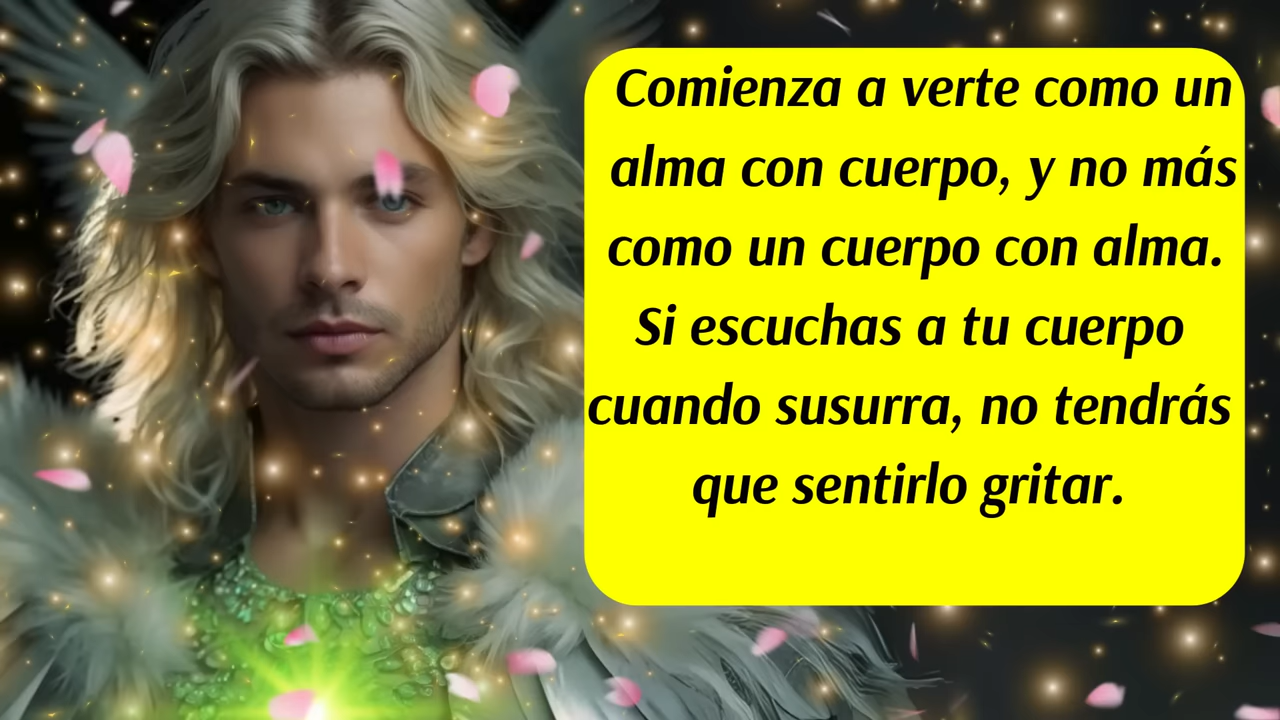 Comienza a verte como un
alma con cuerpo, y no más
como un cuerpo con alma.
Si escuchas a tu cuerpo
cuando susurra, no tendrás
que sentirlo gritar.